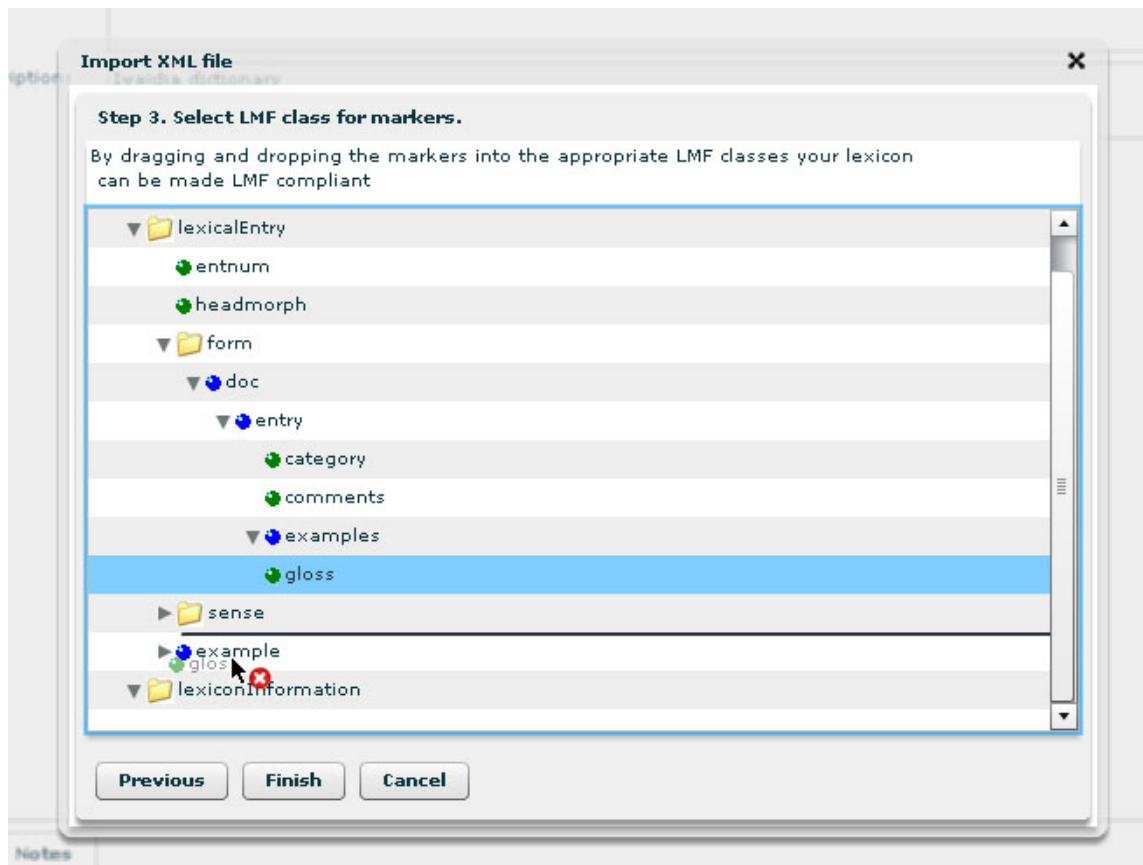 Import XML file
Iwaidja dictionary
Step 3. Select LMF class for markers.
By dragging and dropping the markers into the appropriate LMF classes your lexicon
can be made LMF compliant
lexicalEntry
entnum
headmorph
form
doc
entry
category
comments
examples
gloss
sense
example
lexiconInformation
Previous
Finish
Cancel
Notes